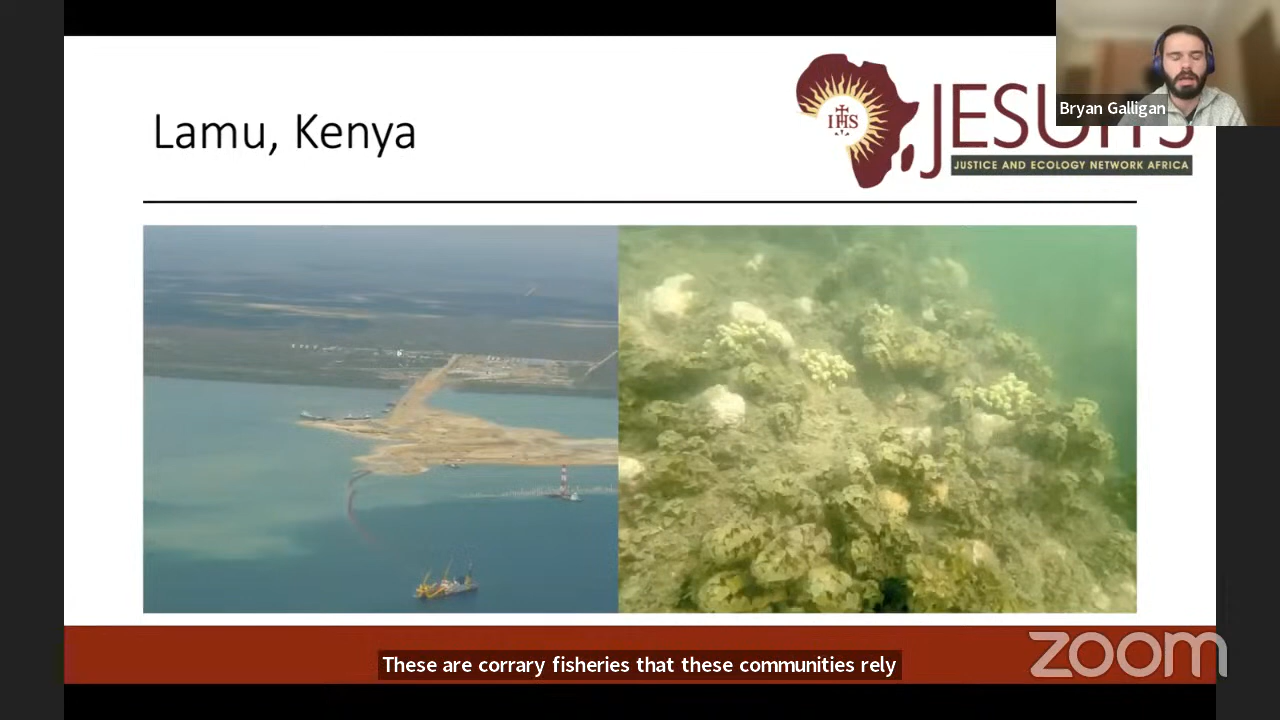 Lamu, Kenya
IHS
JESUITS
JUSTICE AND ECOLOGY NETWORK AFRICA
Bryan Galligan
These are corrary fisheries that these communities rely
zoom